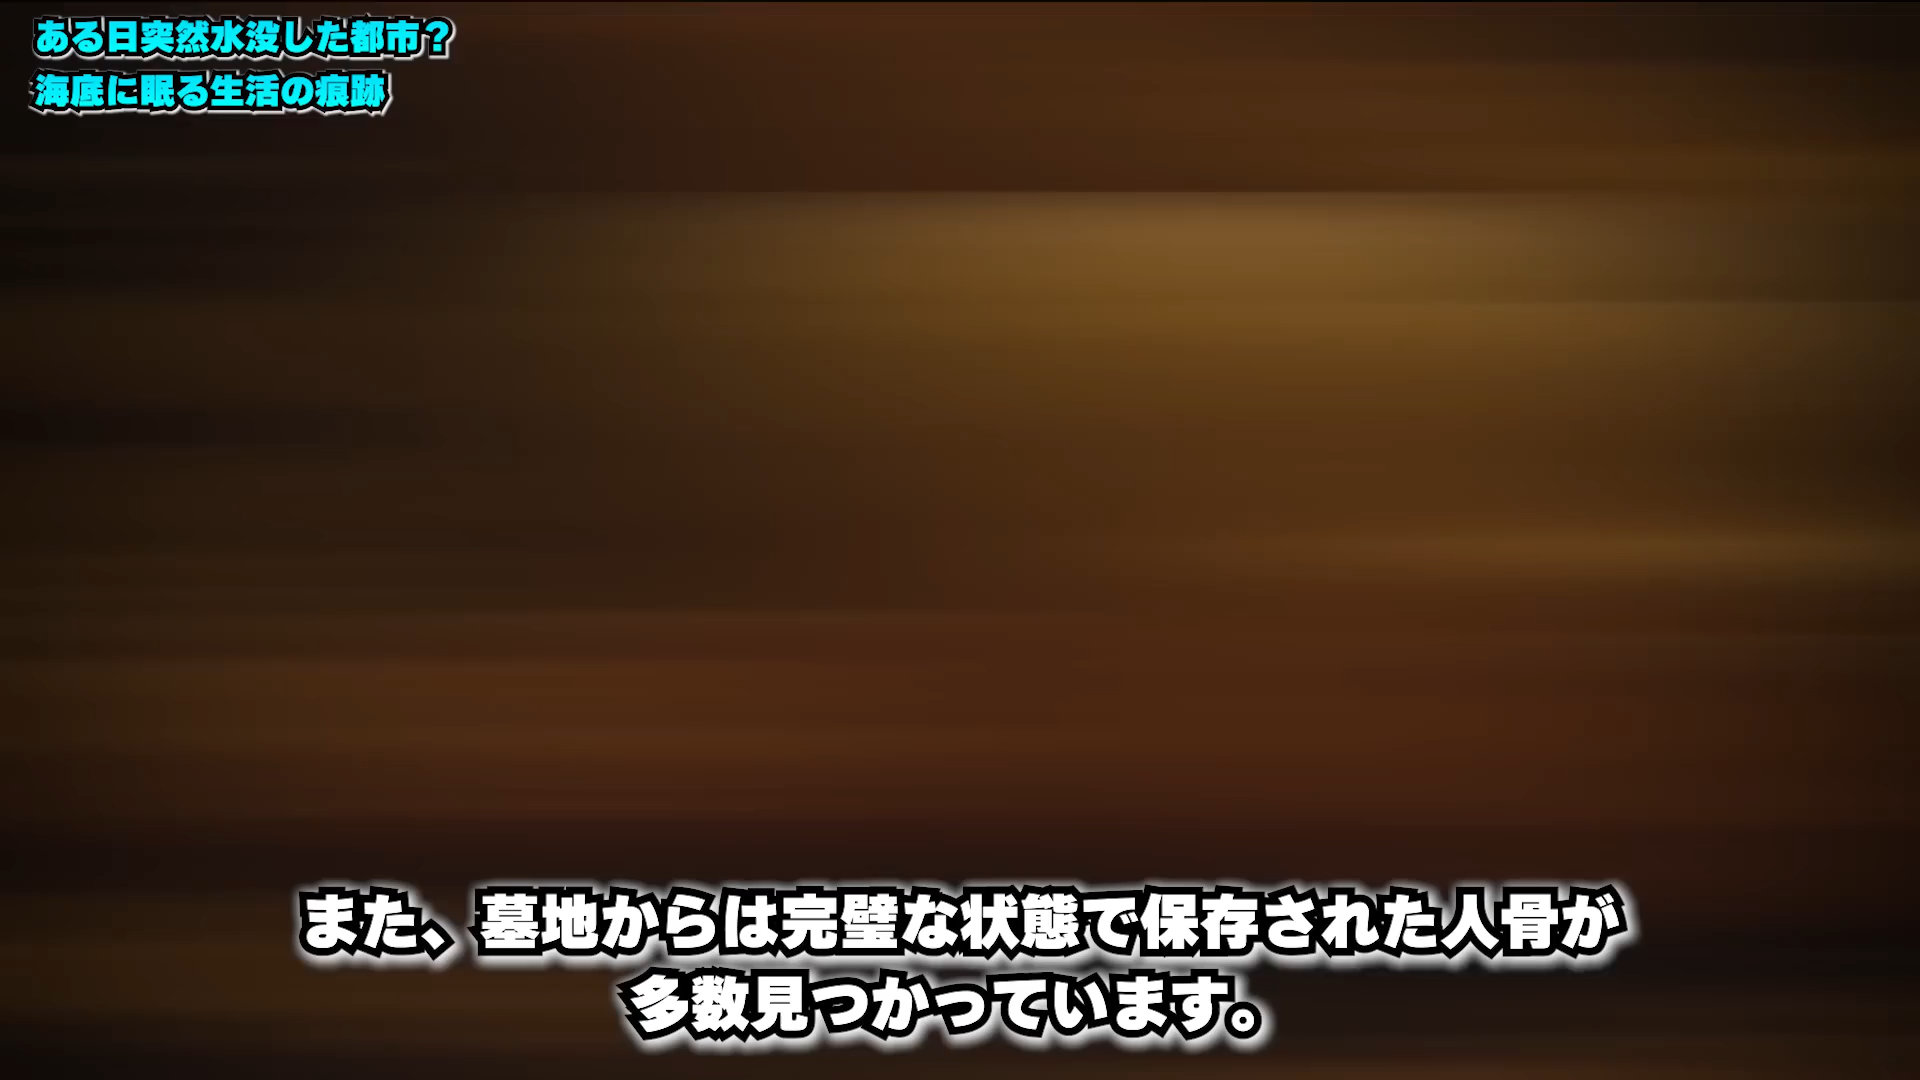 ある日突然水没した都市？
海底に眠る生活の痕跡
また、墓地からは完璧な状態で保存された人骨が
多数見つかっています。